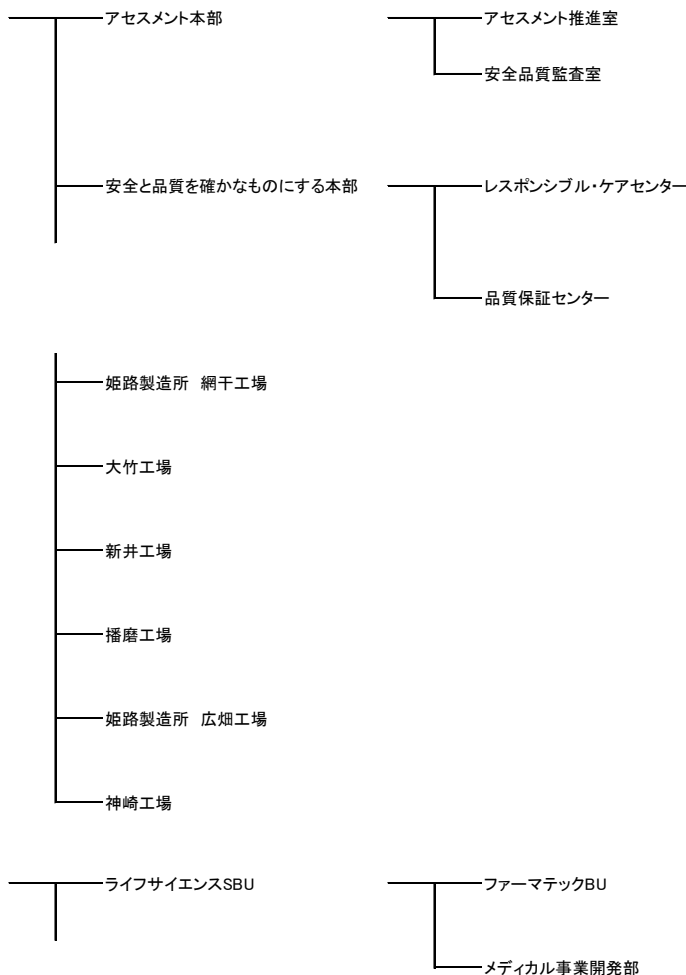 アセスメント本部
アセスメント推進室
安全品質監査室
安全と品質を確かなものにする本部
レスポンシブル・ケアセンター
品質保証センター
姫路製造所　網干工場
大竹工場
新井工場
播磨工場
姫路製造所　広畑工場
神崎工場
ライフサイエンスSBU
ファーマテックBU
メディカル事業開発部